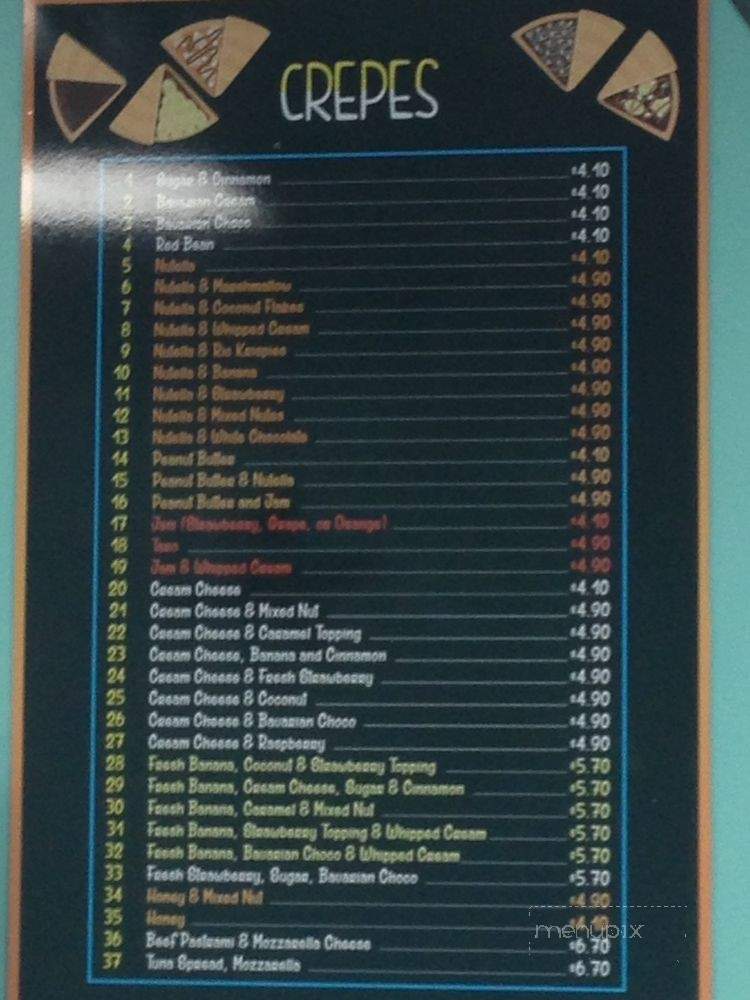 CREPES
1 Sugar & Cinnamon $4.10
2 Bavarian Cream $4.10
3 Bavarian Choco $4.10
4 Red Bean $4.10
5 Nutella $4.10
6 Nutella & Marshmallow $4.90
7 Nutella & Coconut Flakes $4.90
8 Nutella & Whipped Cream $4.90
9 Nutella & Ric Kreapies $4.90
10 Nutella & Banana $4.90
11 Nutella & Strawberry $4.90
12 Nutella & Mixed Nutes $4.90
13 Nutella & White Chocolate $4.90
14 Peanut Butter $4.10
15 Peanut Butter & Nutella $4.90
16 Peanut Butter and Jam $4.90
17 Jam (Strawberry, Grape, or Orange) $4.10
18 $4.90
19 Jam & Whipped Cream $4.90
20 Cream Cheese $4.10
21 Cream Cheese & Mixed Nut $4.90
22 Cream Cheese & Caramel Topping $4.90
23 Cream Cheese, Banana and Cinnamon $4.90
24 Cream Cheese & Fresh Strawberry $4.90
25 Cream Cheese & Coconut $4.90
26 Cream Cheese & Bavarian Choco $4.90
27 Cream Cheese & Raspberry $4.90
28 Fresh Banana, Coconut & Strawberry Topping $5.70
29 Fresh Banana, Cream Cheese, Sugar & Cinnamon $5.70
30 Fresh Banana, Caramel & Mixed Nut $5.70
31 Fresh Banana, Strawberry Topping & Whipped Cream $5.70
32 Fresh Banana, Bavarian Choco & Whipped Cream $5.70
33 Fresh Strawberry, Sugar, Bavarian Choco $5.70
34 Honey & Mixed Nut $4.90
35 Honey $4.10
36 Beef Pastrami & Mozzarella Cheese $6.70
37 Tuna Spread, Mozzarella $6.70
menupix